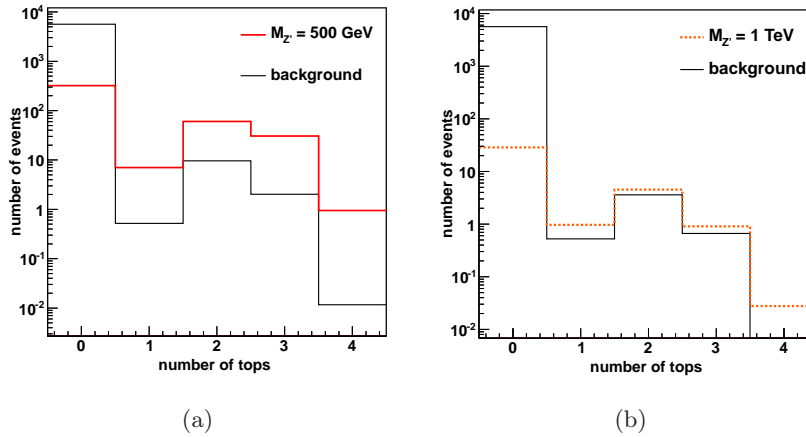 M_Z' = 500 GeV
background
number of events
10^4
10^3
10^2
10
1
10^-1
10^-2
0 1 2 3 4
number of tops
(a)
M_Z' = 1 TeV
background
number of events
10^4
10^3
10^2
10
1
10^-1
10^-2
0 1 2 3 4
number of tops
(b)